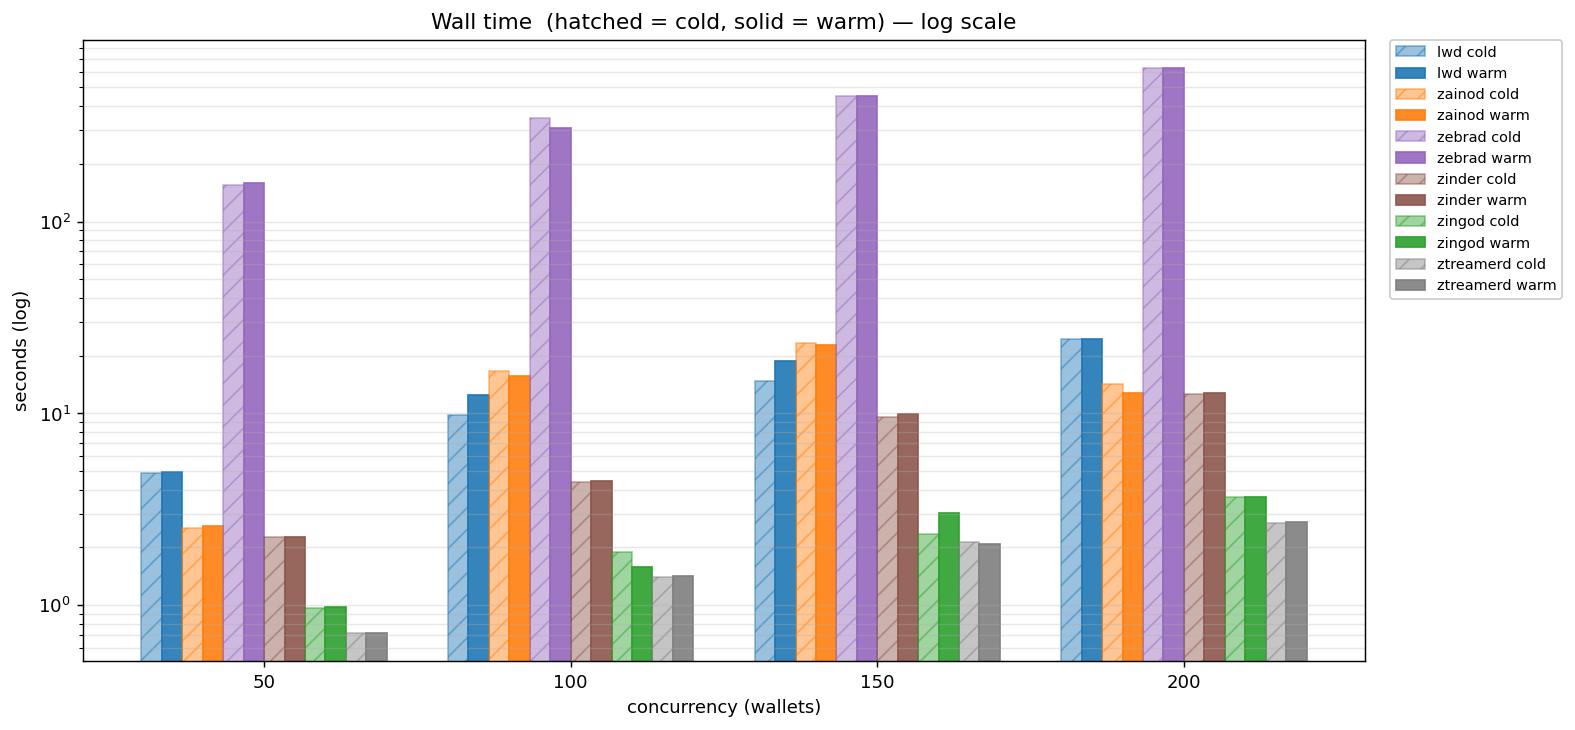 Wall time  (hatched = cold, solid = warm) — log scale
seconds (log)
10²
10¹
10⁰
50
100
150
200
concurrency (wallets)
lwd cold
lwd warm
zainod cold
zainod warm
zebrad cold
zebrad warm
zinder cold
zinder warm
zingod cold
zingod warm
ztreamerd cold
ztreamerd warm